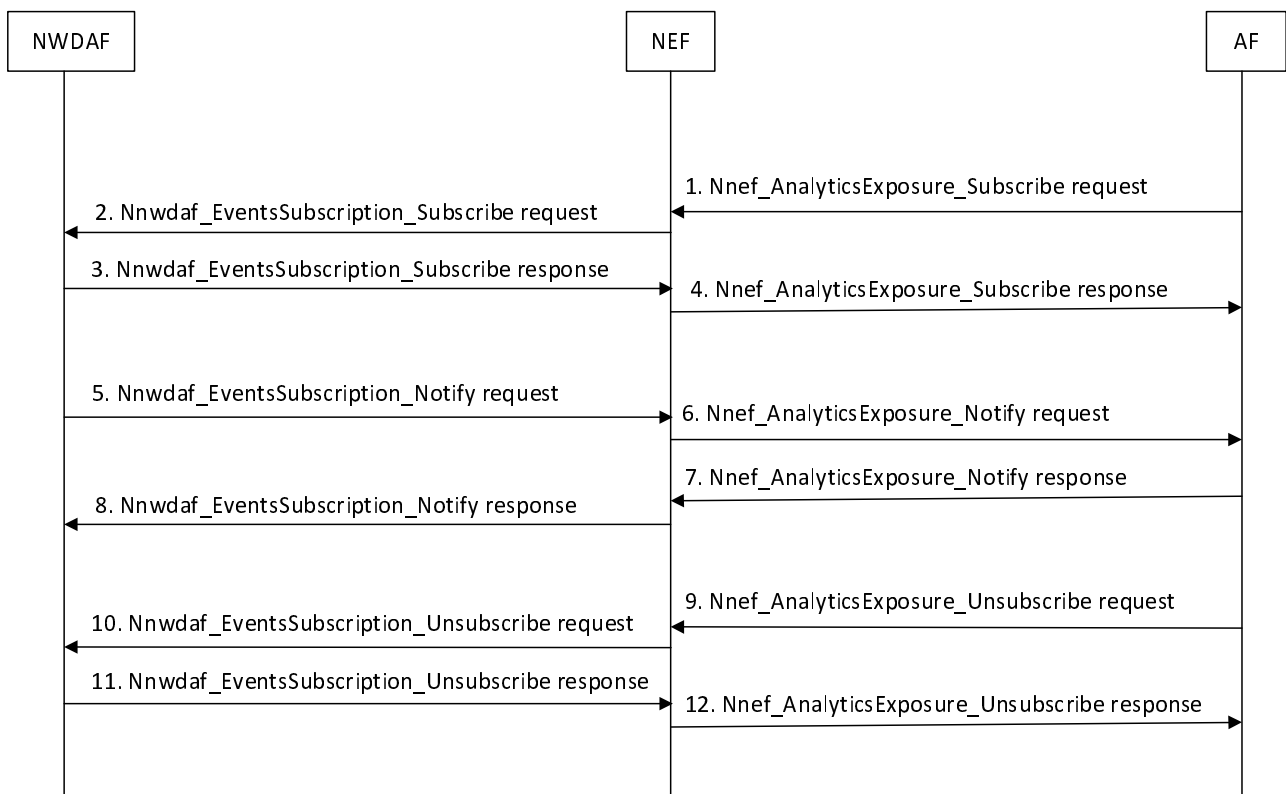 NWDAF
NEF
AF
1. Nnef_AnalyticsExposure_Subscribe request
2. Nnwdaf_EventsSubscription_Subscribe request
3. Nnwdaf_EventsSubscription_Subscribe response
4. Nnef_AnalyticsExposure_Subscribe response
5. Nnwdaf_EventsSubscription_Notify request
6. Nnef_AnalyticsExposure_Notify request
7. Nnef_AnalyticsExposure_Notify response
8. Nnwdaf_EventsSubscription_Notify response
9. Nnef_AnalyticsExposure_Unsubscribe request
10. Nnwdaf_EventsSubscription_Unsubscribe request
11. Nnwdaf_EventsSubscription_Unsubscribe response
12. Nnef_AnalyticsExposure_Unsubscribe response